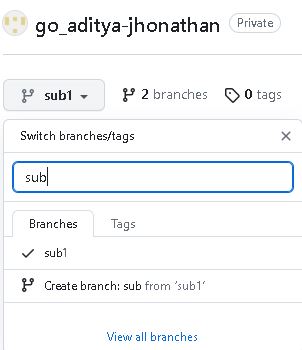 go_aditya-jhonathan Private
sub1 2 branches 0 tags
Switch branches/tags
sub
Branches Tags
sub1
Create branch: sub from ‘sub1’
View all branches